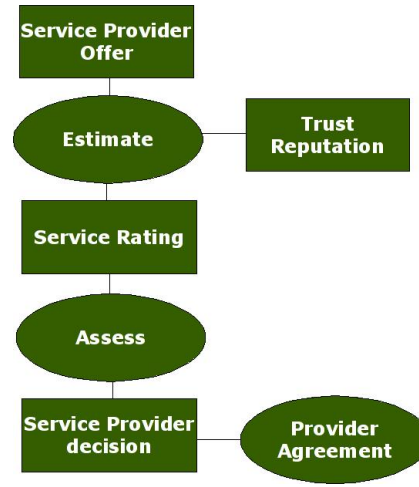 Service Provider
Offer
Estimate
Trust
Reputation
Service Rating
Assess
Service Provider
decision
Provider
Agreement